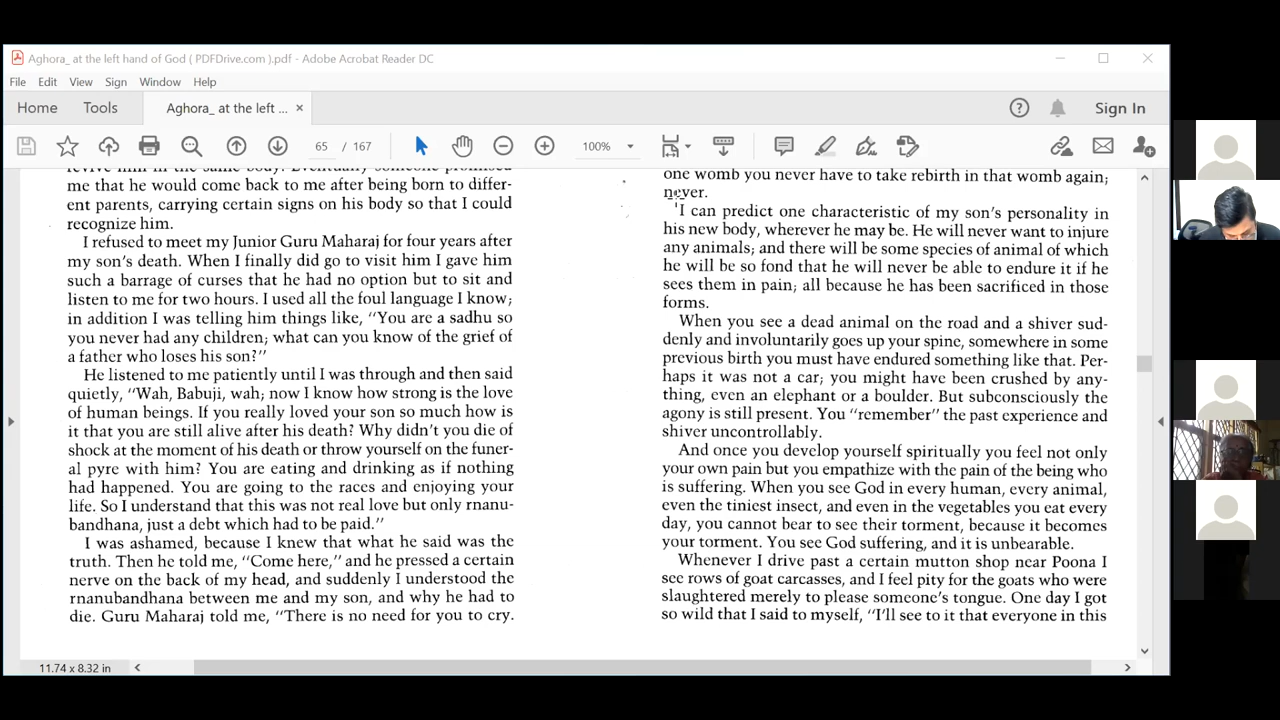 Aghora_ at the left hand of God ( PDFDrive.com ).pdf - Adobe Acrobat Reader DC
File Edit View Sign Window Help
Home Tools Aghora_ at the left ... × Sign In
65 / 167 100%
revive him in the same body. Eventually someone promised
me that he would come back to me after being born to differ-
ent parents, carrying certain signs on his body so that I could
recognize him.
I refused to meet my Junior Guru Maharaj for four years after
my son's death. When I finally did go to visit him I gave him
such a barrage of curses that he had no option but to sit and
listen to me for two hours. I used all the foul language I know;
in addition I was telling him things like, "You are a sadhu so
you never had any children; what can you know of the grief of
a father who loses his son?"
He listened to me patiently until I was through and then said
quietly, "Wah, Babuji, wah; now I know how strong is the love
of human beings. If you really loved your son so much how is
it that you are still alive after his death? Why didn't you die of
shock at the moment of his death or throw yourself on the funer-
al pyre with him? You are eating and drinking as if nothing
had happened. You are going to the races and enjoying your
life. So I understand that this was not real love but only rnanu-
bandhana, just a debt which had to be paid."
I was ashamed, because I knew that what he said was the
truth. Then he told me, "Come here," and he pressed a certain
nerve on the back of my head, and suddenly I understood the
rnanubandhana between me and my son, and why he had to
die. Guru Maharaj told me, "There is no need for you to cry.
one womb you never have to take rebirth in that womb again;
never.
I can predict one characteristic of my son's personality in
his new body, wherever he may be. He will never want to injure
any animals; and there will be some species of animal of which
he will be so fond that he will never be able to endure it if he
sees them in pain; all because he has been sacrificed in those
forms.
When you see a dead animal on the road and a shiver sud-
denly and involuntarily goes up your spine, somewhere in some
previous birth you must have endured something like that. Per-
haps it was not a car; you might have been crushed by any-
thing, even an elephant or a boulder. But subconsciously the
agony is still present. You "remember" the past experience and
shiver uncontrollably.
And once you develop yourself spiritually you feel not only
your own pain but you empathize with the pain of the being who
is suffering. When you see God in every human, every animal,
even the tiniest insect, and even in the vegetables you eat every
day, you cannot bear to see their torment, because it becomes
your torment. You see God suffering, and it is unbearable.
Whenever I drive past a certain mutton shop near Poona I
see rows of goat carcasses, and I feel pity for the goats who were
slaughtered merely to please someone's tongue. One day I got
so wild that I said to myself, "I'll see to it that everyone in this
11.74 x 8.32 in